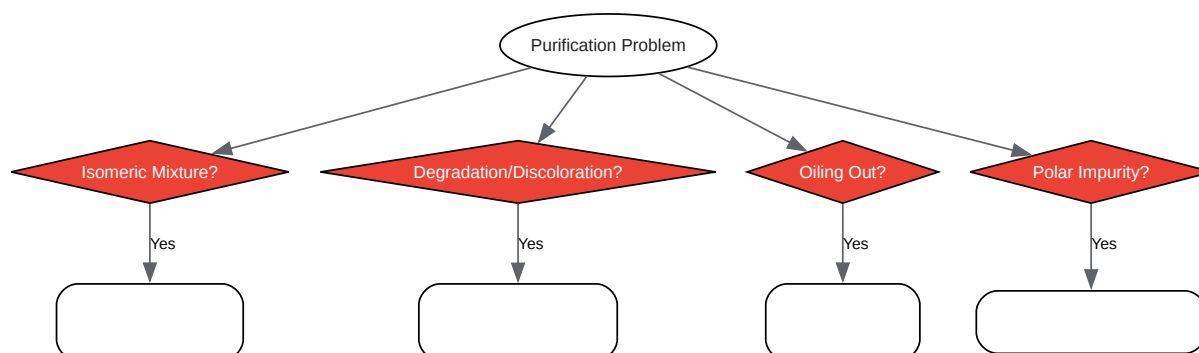 Purification Problem
Isomeric Mixture?
Degradation/Discoloration?
Oiling Out?
Polar Impurity?
Yes
Yes
Yes
Yes